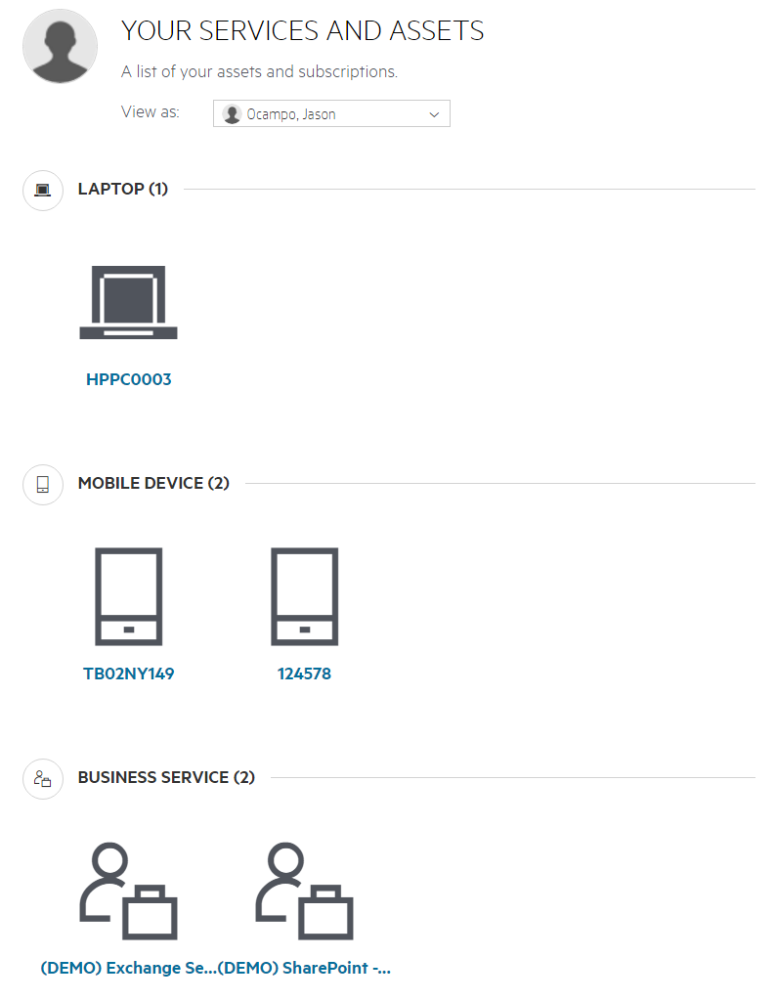 YOUR SERVICES AND ASSETS
A list of your assets and subscriptions.
View as: Ocampo, Jason
LAPTOP (1)
HPPC0003
MOBILE DEVICE (2)
TB02NY149 124578
BUSINESS SERVICE (2)
(DEMO) Exchange Se... (DEMO) SharePoint -...